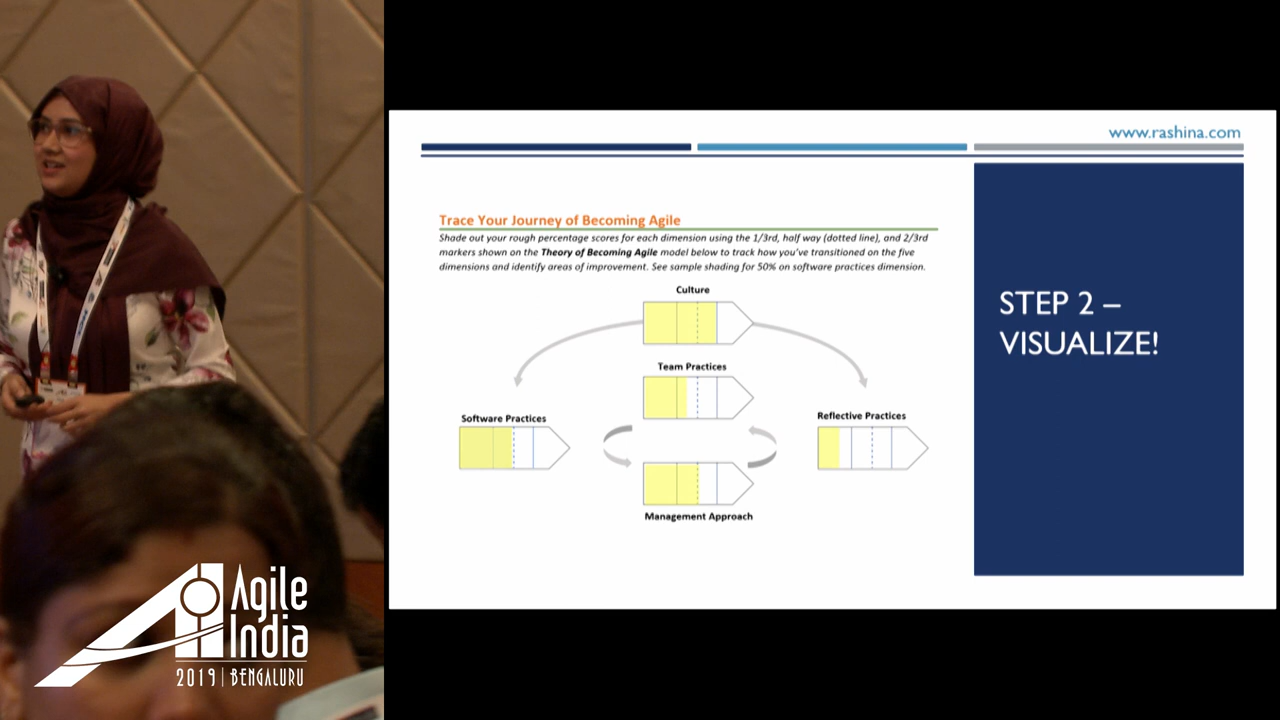 www.rashina.com
Trace Your Journey of Becoming Agile
Shade out your rough percentage scores for each dimension using the 1/3rd, half way (dotted line), and 2/3rd
markers shown on the Theory of Becoming Agile model below to track how you've transitioned on the five
dimensions and identify areas of improvement. See sample shading for 50% on software practices dimension.
Culture
Team Practices
Software Practices
Reflective Practices
Management Approach
STEP 2 –
VISUALIZE!
Agile
India
2019 | BENGALURU